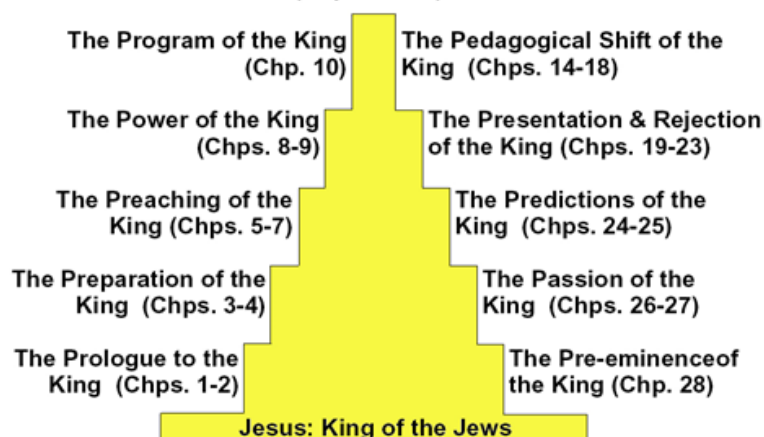 The Program of the King
(Chp. 10)
The Pedagogical Shift of the
King (Chps. 14-18)
The Power of the King
(Chps. 8-9)
The Presentation & Rejection
of the King (Chps. 19-23)
The Preaching of the
King (Chps. 5-7)
The Predictions of the
King (Chps. 24-25)
The Preparation of the
King (Chps. 3-4)
The Passion of the
King (Chps. 26-27)
The Prologue to the
King (Chps. 1-2)
The Pre-eminenceof
the King (Chp. 28)
Jesus: King of the Jews